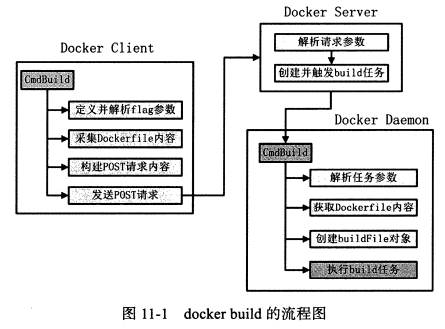 Docker Client
CmdBuild
定义并解析flag参数
采集Dockerfile内容
构建POST请求内容
发送POST请求
Docker Server
解析请求参数
创建并触发build任务
Docker Daemon
CmdBuild
解析任务参数
获取Dockerfile内容
创建buildFile对象
执行build任务
图 11-1 docker build 的流程图